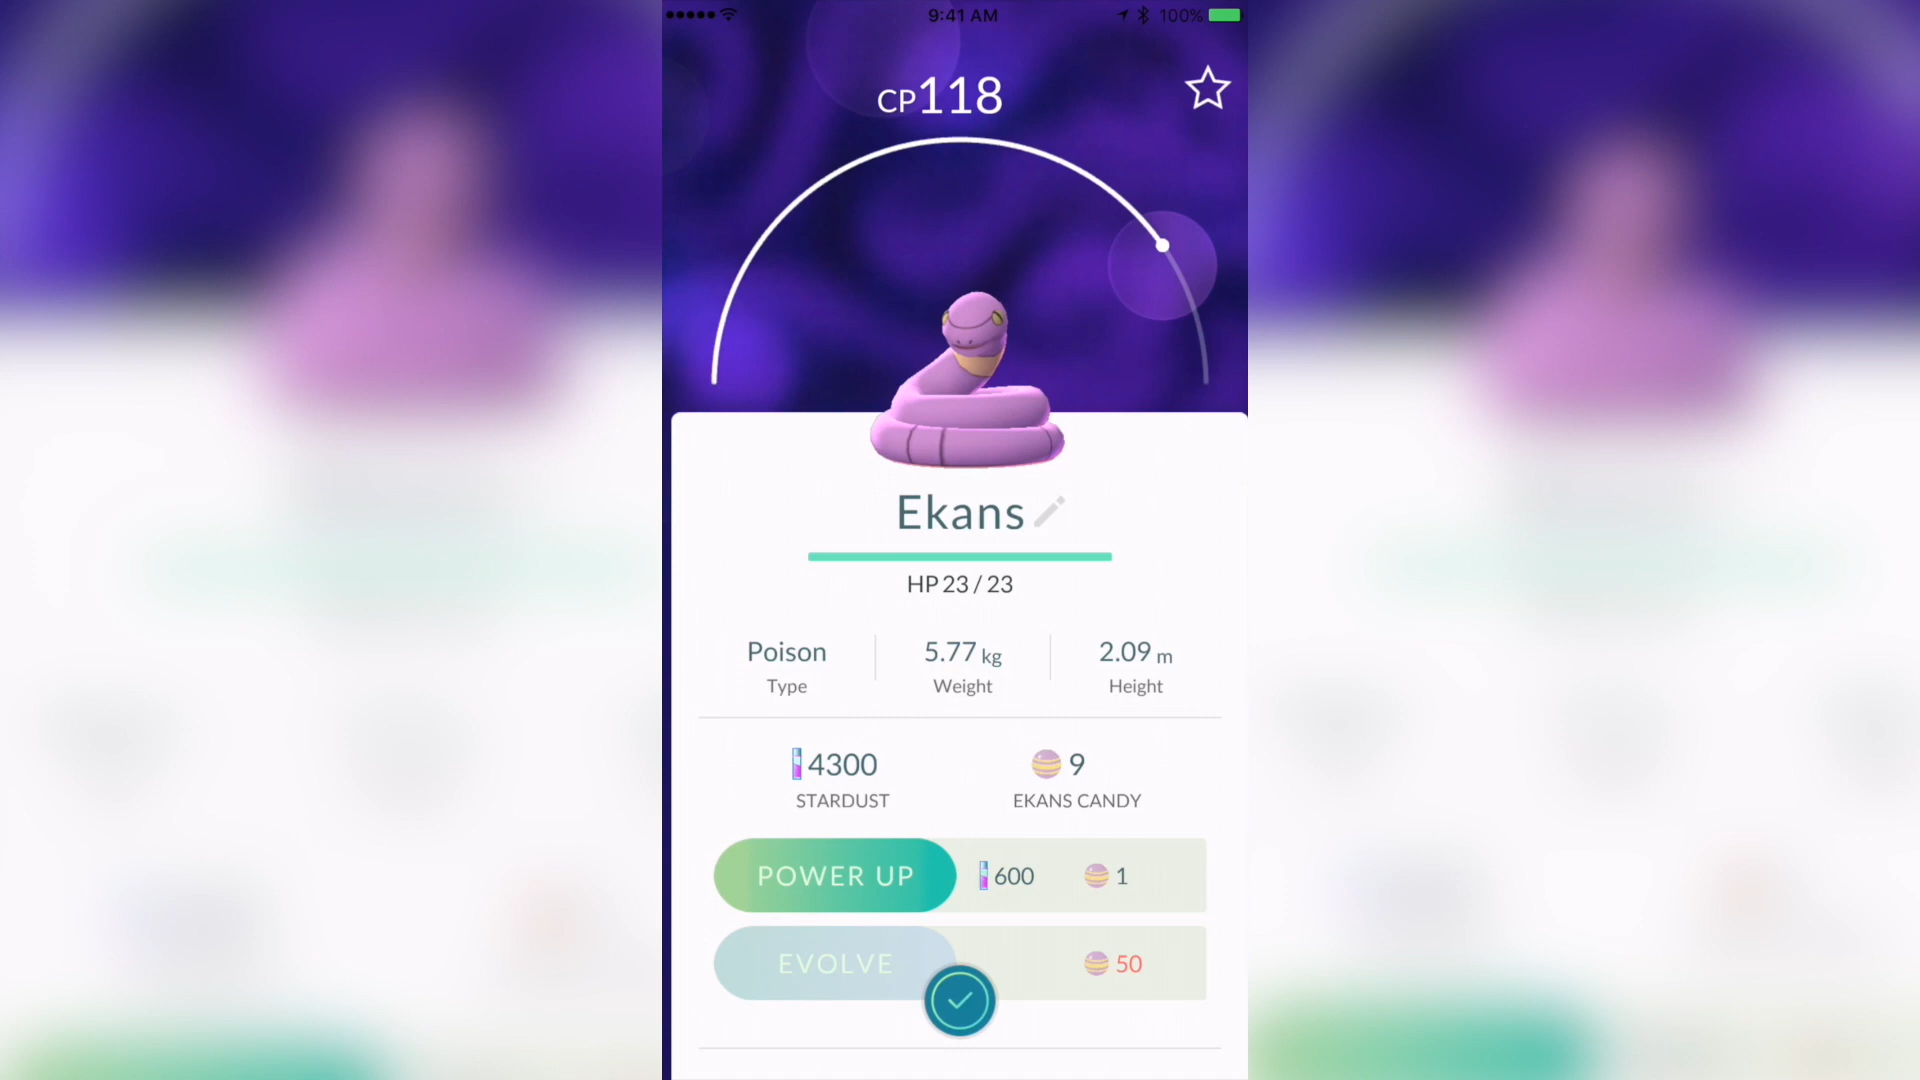 9:41 AM
100%
CP118
Ekans
HP 23 / 23
Poison
5.77 kg
2.09 m
Type
Weight
Height
4300
9
STARDUST
EKANS CANDY
POWER UP
600
1
EVOLVE
50